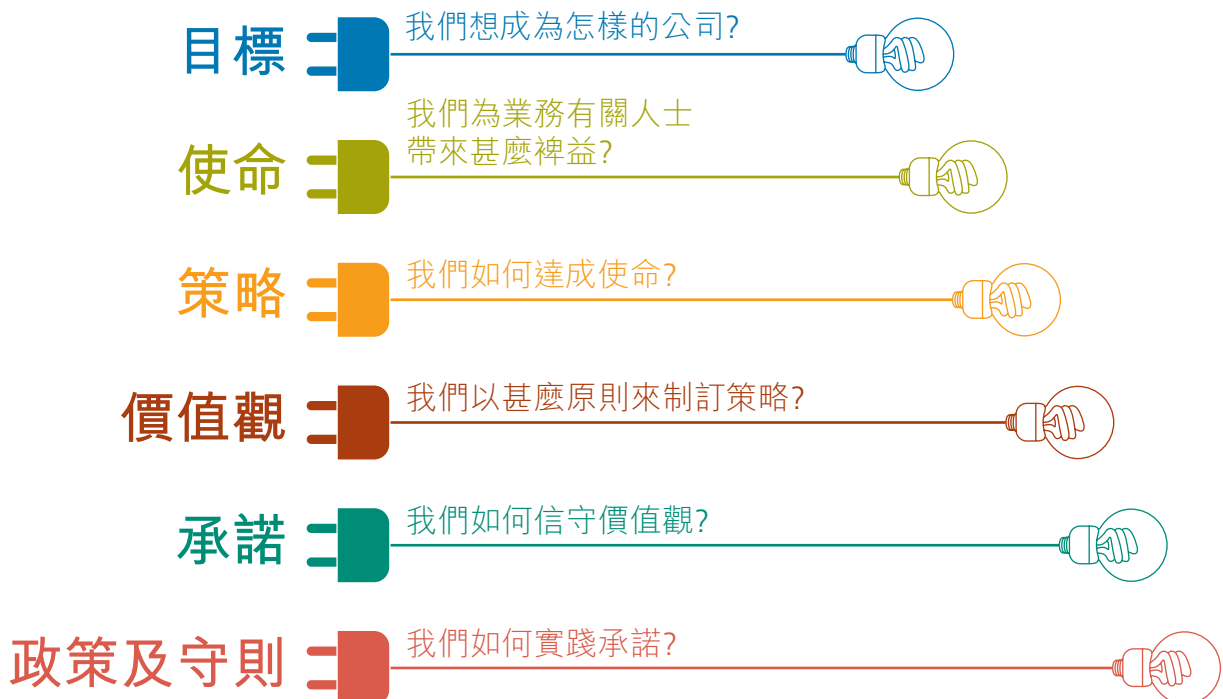 目標
我們想成為怎樣的公司?
使命
我們為業務有關人士
帶來甚麼裨益?
策略
我們如何達成使命?
價值觀
我們以甚麼原則來制訂策略?
承諾
我們如何信守價值觀?
政策及守則
我們如何實踐承諾?